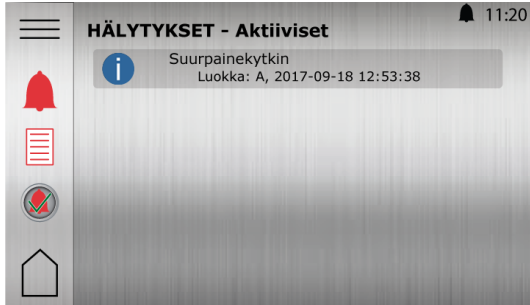 11:20
HÄLYTYKSET - Aktiiviset
Suurpainekytkin
Luokka: A, 2017-09-18 12:53:38